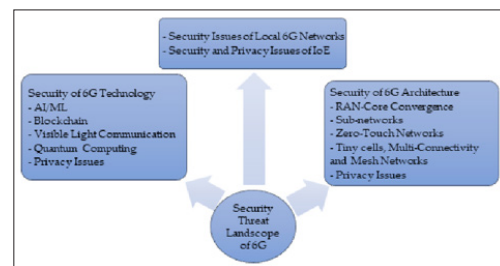 - Security Issues of Local 6G Networks
- Security and Privacy Issues of IoE
Security of 6G Technology
- AI/ML
- Blockchain
- Visible Light Communication
- Quantum Computing
- Privacy Issues
Security of 6G Architecture
- RAN-Core Convergence
- Sub-networks
- Zero-Touch Networks
- Tiny cells, Multi-Connectivity
and Mesh Networks
- Privacy Issues
Security
Threat
Landscope
of 6G